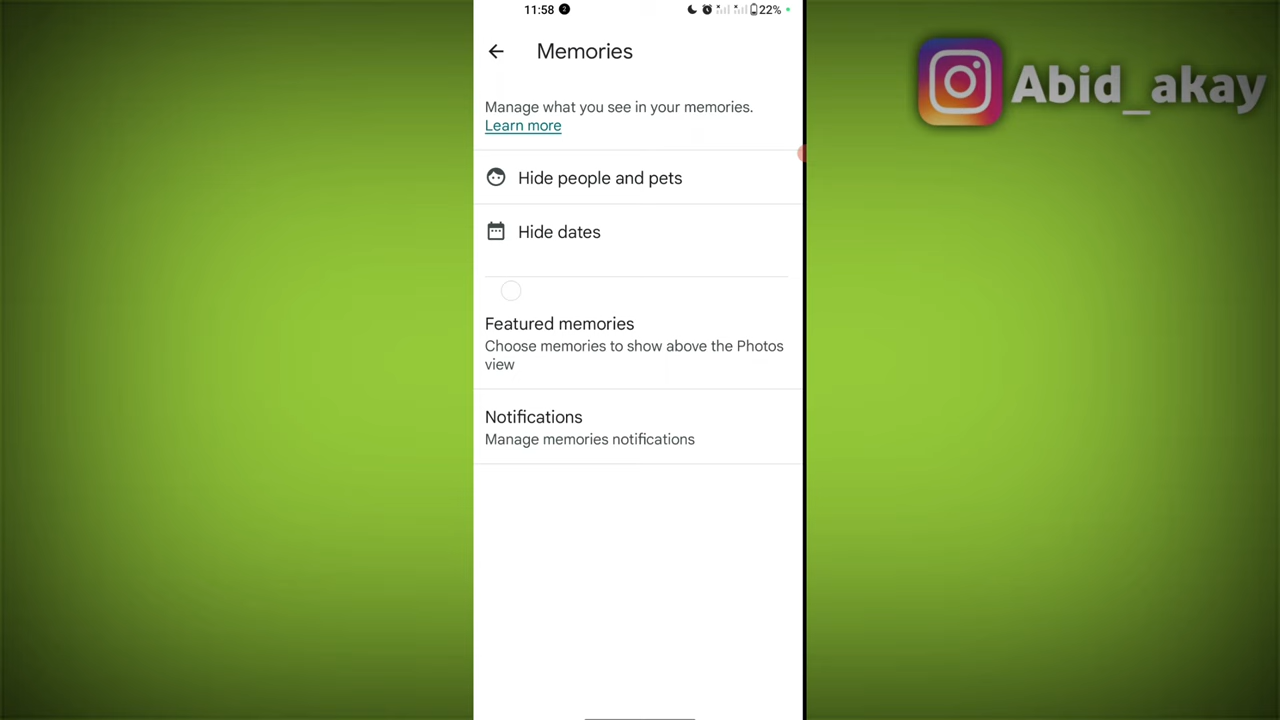 11:58 2 22%
Abid_akay
Memories
Manage what you see in your memories.
Learn more
Hide people and pets
Hide dates
Featured memories
Choose memories to show above the Photos
view
Notifications
Manage memories notifications